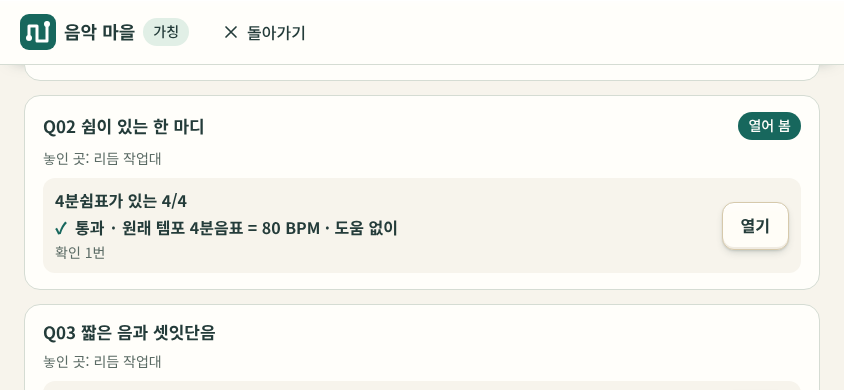 음악 마을 가칭 돌아가기
Q02 쉼이 있는 한 마디 열어 봄
놓인 곳: 리듬 작업대
4분쉼표가 있는 4/4
✓ 통과 · 원래 템포 4분음표 = 80 BPM · 도움 없이
확인 1번
열기
Q03 짧은 음과 셋잇단음
놓인 곳: 리듬 작업대